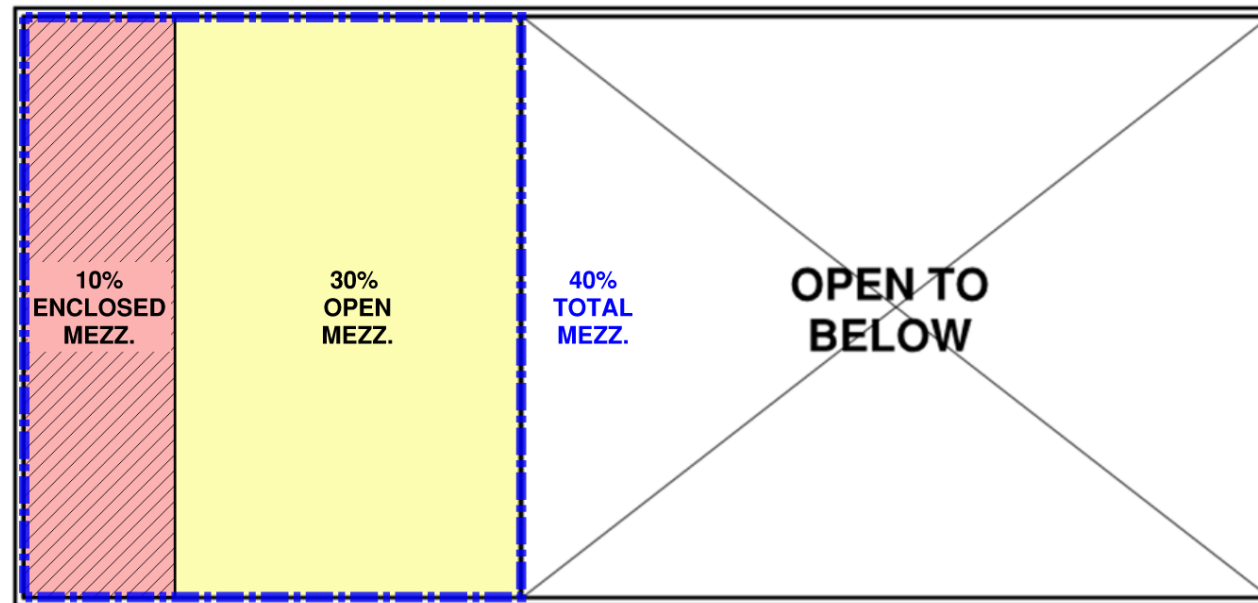 10%
ENCLOSED
MEZZ.
30%
OPEN
MEZZ.
40%
TOTAL
MEZZ.
OPEN TO
BELOW